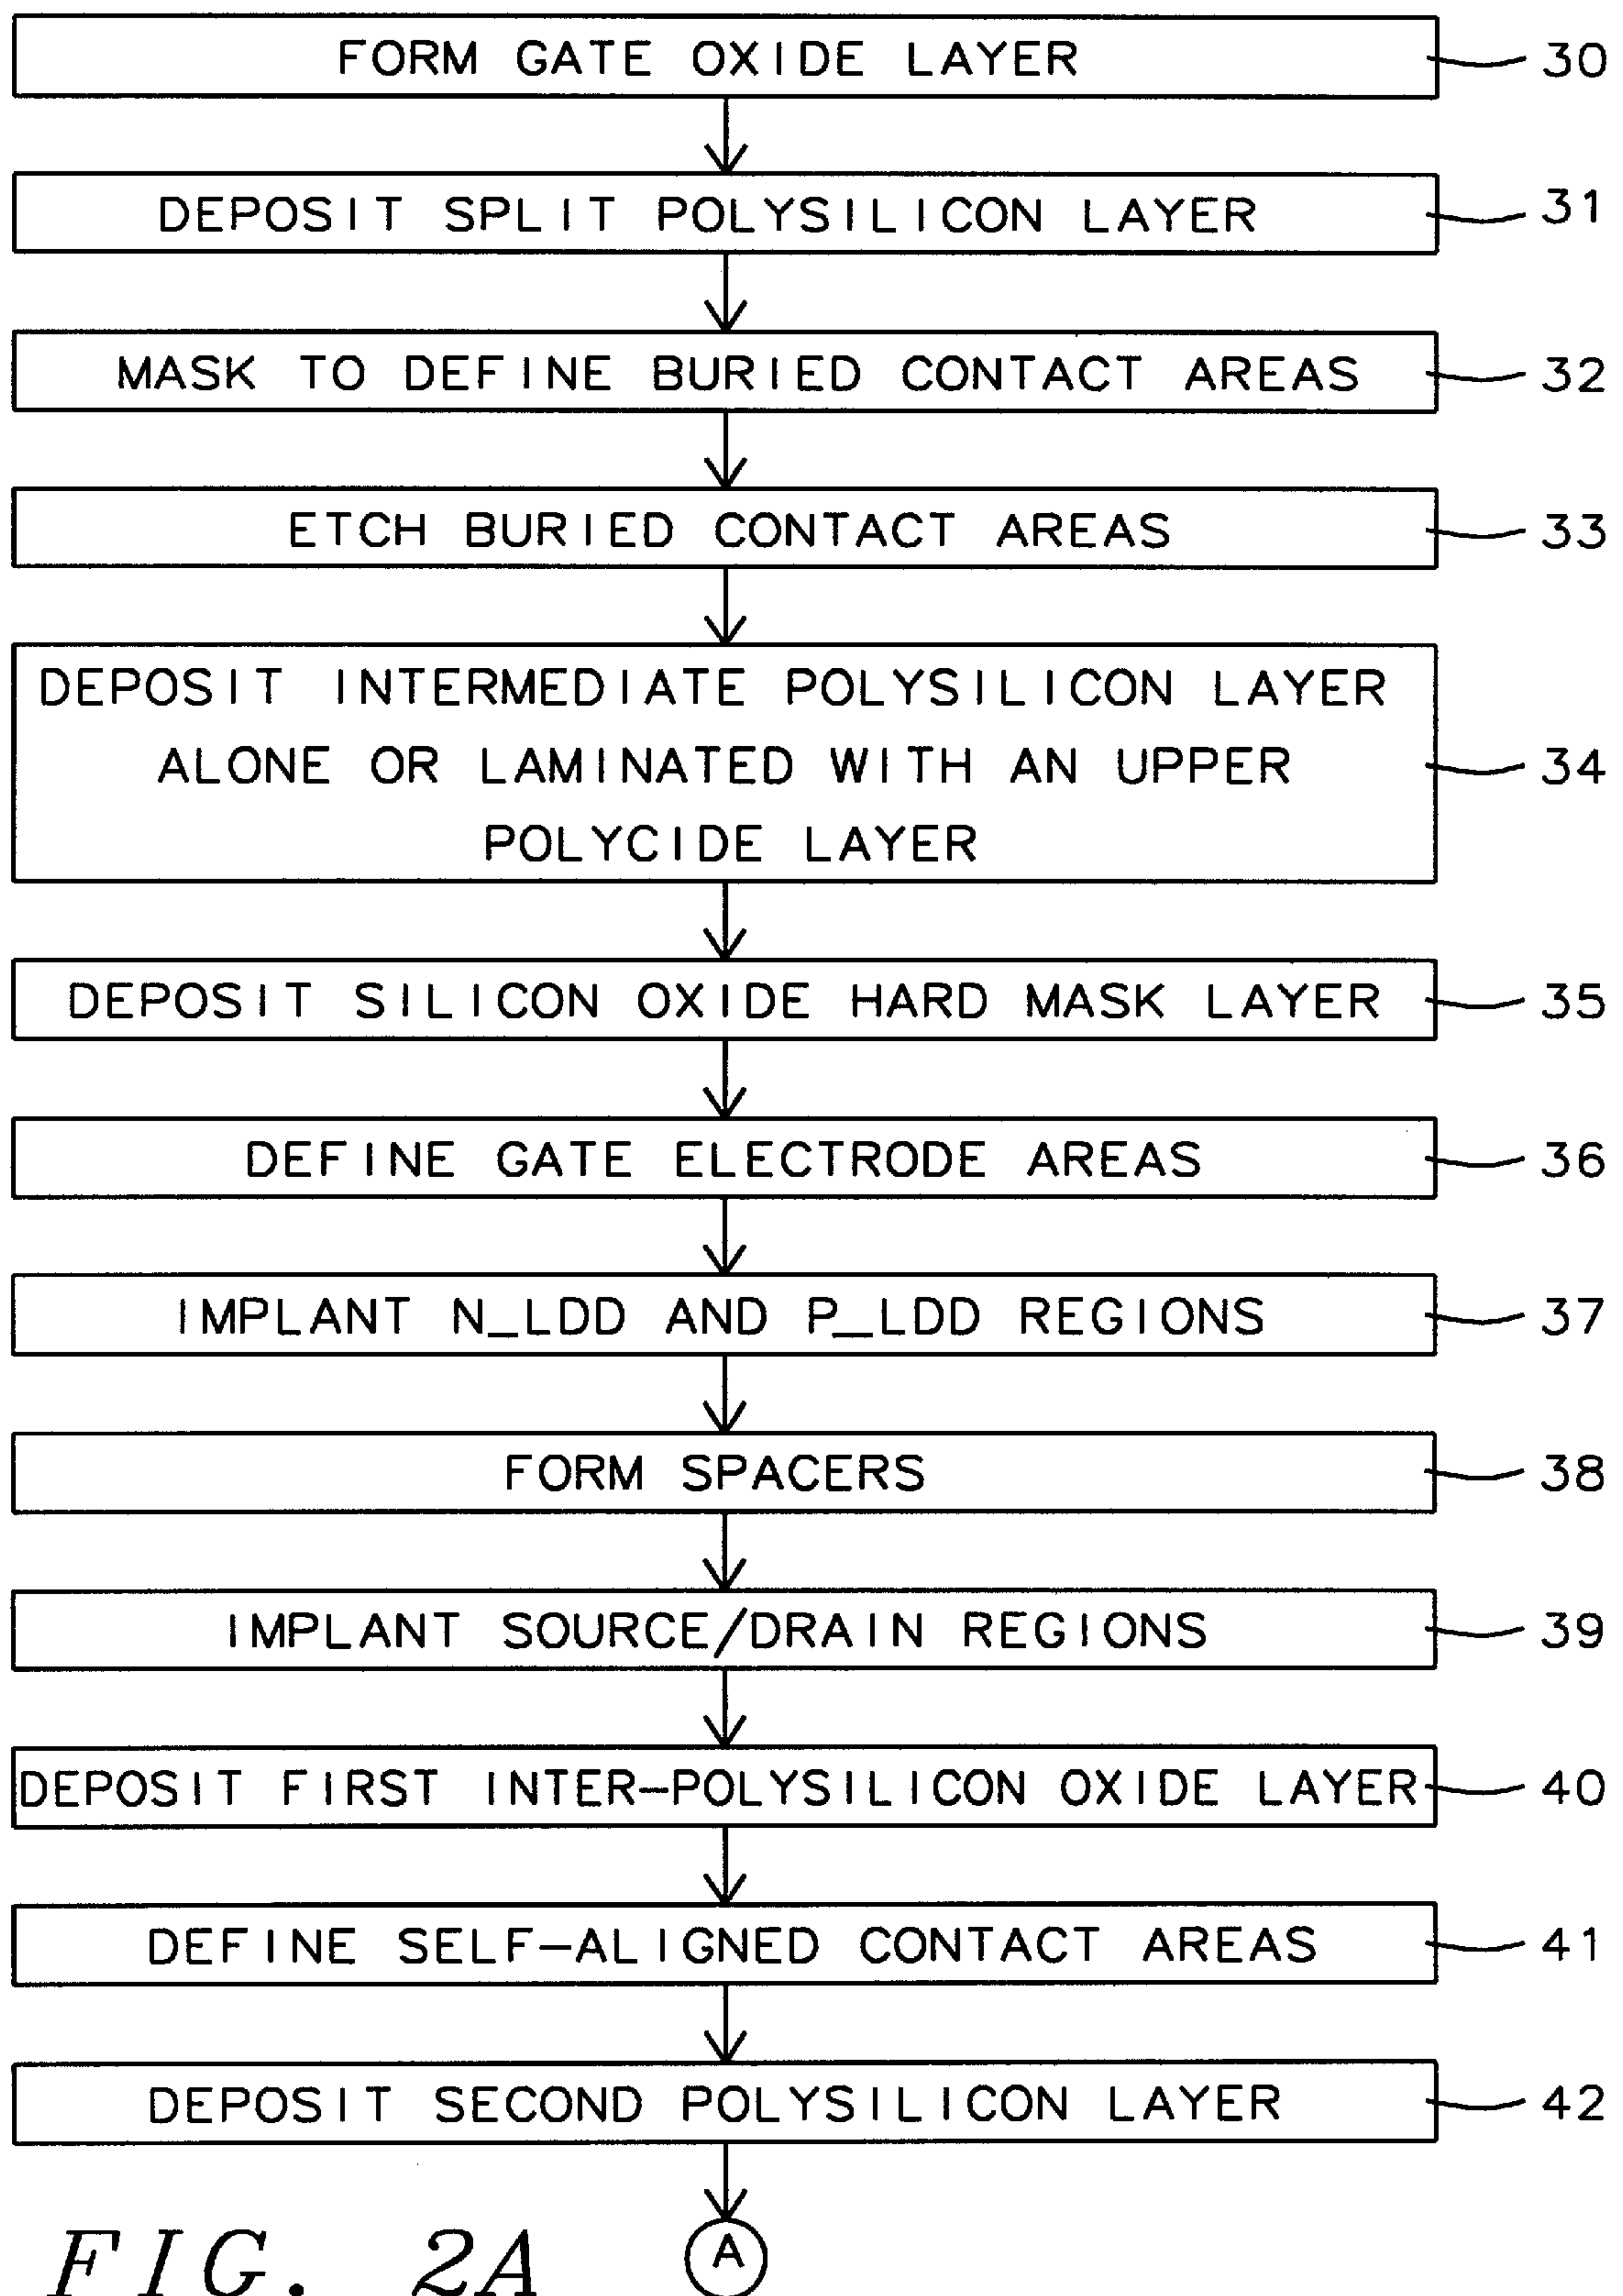 FORM GATE OXIDE LAYER 30
DEPOSIT SPLIT POLYSILICON LAYER 31
MASK TO DEFINE BURIED CONTACT AREAS 32
ETCH BURIED CONTACT AREAS 33
DEPOSIT INTERMEDIATE POLYSILICON LAYER
ALONE OR LAMINATED WITH AN UPPER 34
POLYCIDE LAYER
DEPOSIT SILICON OXIDE HARD MASK LAYER 35
DEFINE GATE ELECTRODE AREAS 36
IMPLANT N_LDD AND P_LDD REGIONS 37
FORM SPACERS 38
IMPLANT SOURCE/DRAIN REGIONS 39
DEPOSIT FIRST INTER-POLYSILICON OXIDE LAYER 40
DEFINE SELF-ALIGNED CONTACT AREAS 41
DEPOSIT SECOND POLYSILICON LAYER 42
A
FIG. 2A